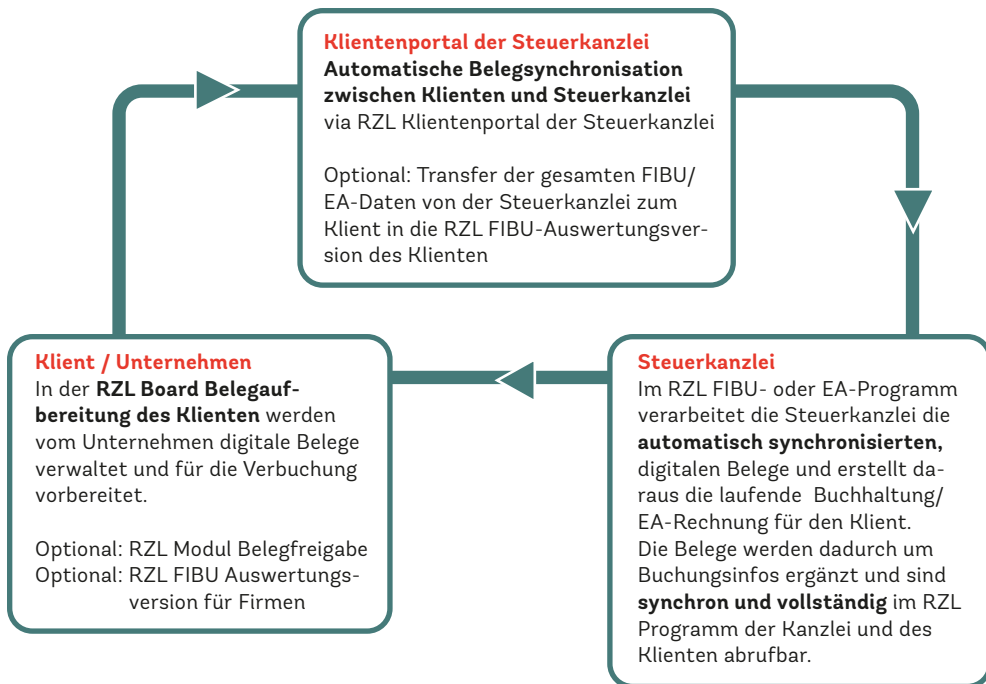 Klientenportal der Steuerkanzlei
Automatische Belegsynchronisation
zwischen Klienten und Steuerkanzlei
via RZL Klientenportal der Steuerkanzlei
Optional: Transfer der gesamten FIBU/
EA-Daten von der Steuerkanzlei zum
Klient in die RZL FIBU-Auswertungsver-
sion des Klienten
Klient / Unternehmen
In der RZL Board Belegauf-
bereitung des Klienten werden
vom Unternehmen digitale Belege
verwaltet und für die Verbuchung
vorbereitet.
Optional: RZL Modul Belegfreigabe
Optional: RZL FIBU Auswertungs-
version für Firmen
Steuerkanzlei
Im RZL FIBU- oder EA-Programm
verarbeitet die Steuerkanzlei die
automatisch synchronisierten,
digitalen Belege und erstellt da-
raus die laufende Buchhaltung/
EA-Rechnung für den Klient.
Die Belege werden dadurch um
Buchungsinfos ergänzt und sind
synchron und vollständig im RZL
Programm der Kanzlei und des
Klienten abrufbar.